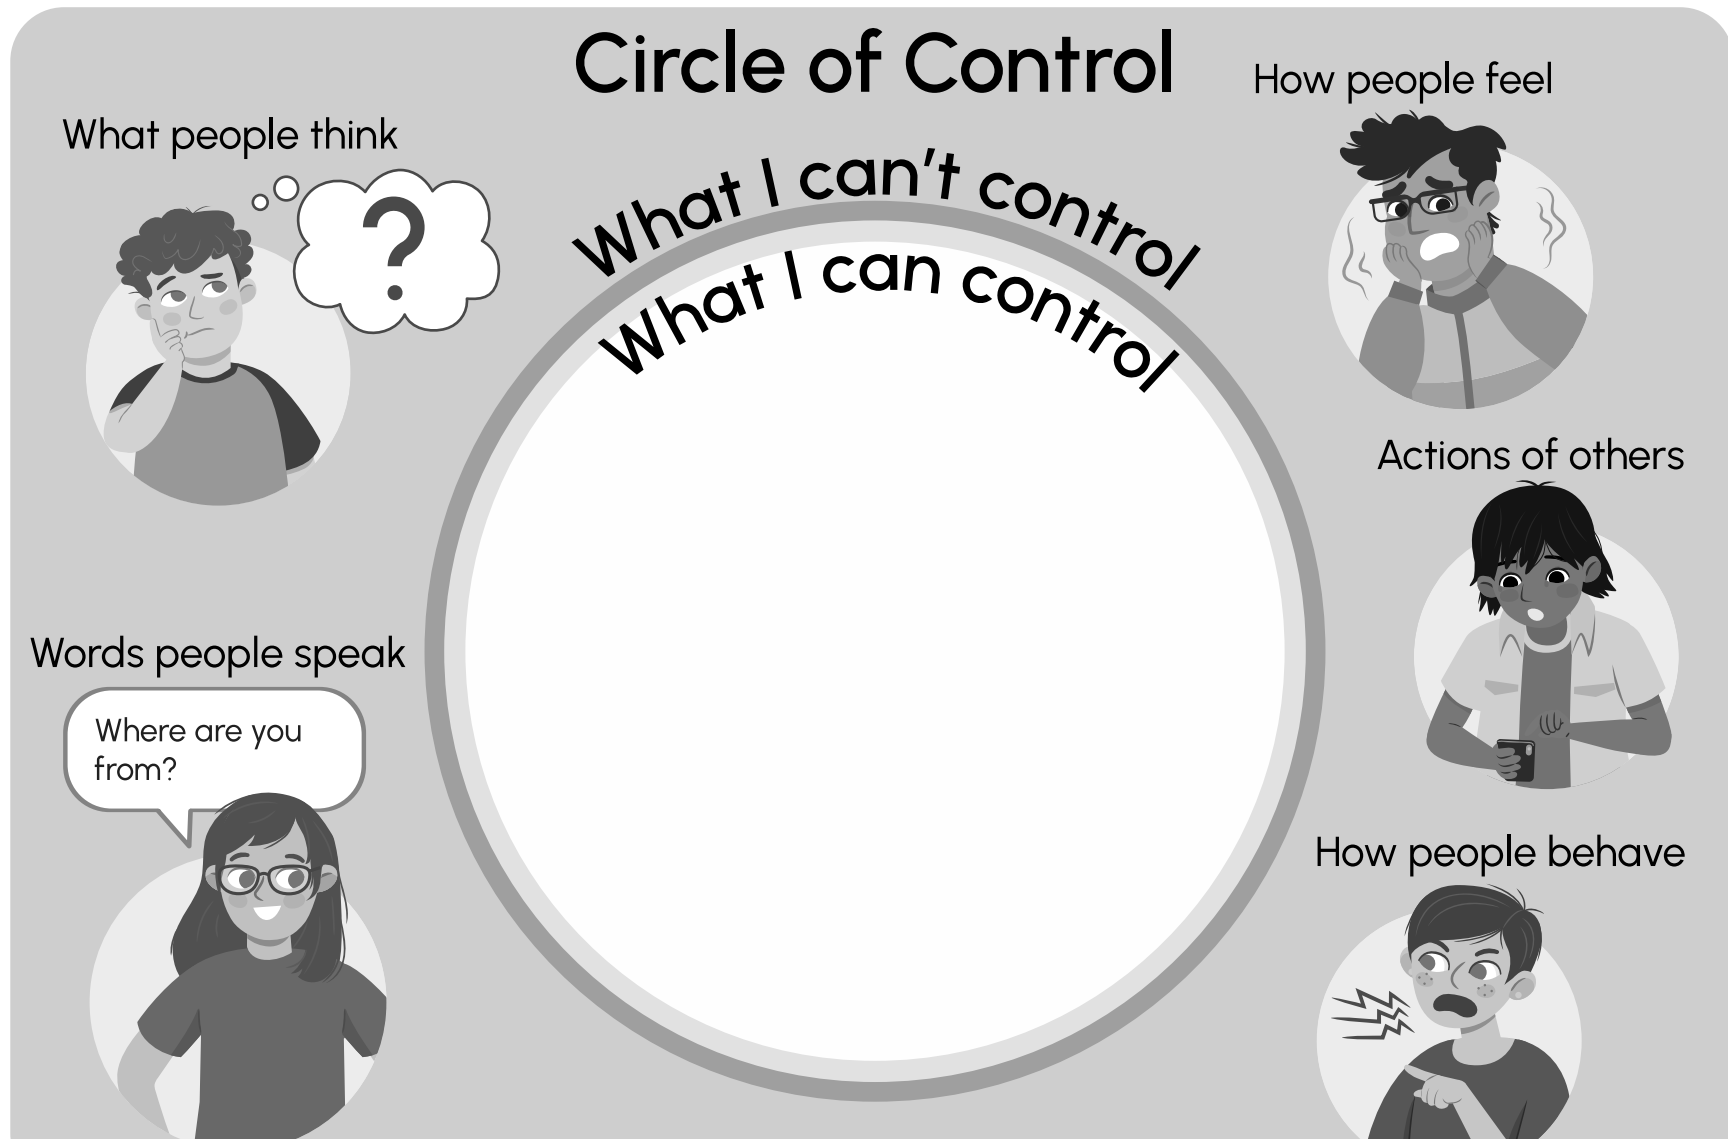 Circle of Control
How people feel
What people think
?
What I can't control
What I can control
Actions of others
Words people speak
Where are you
from?
How people behave